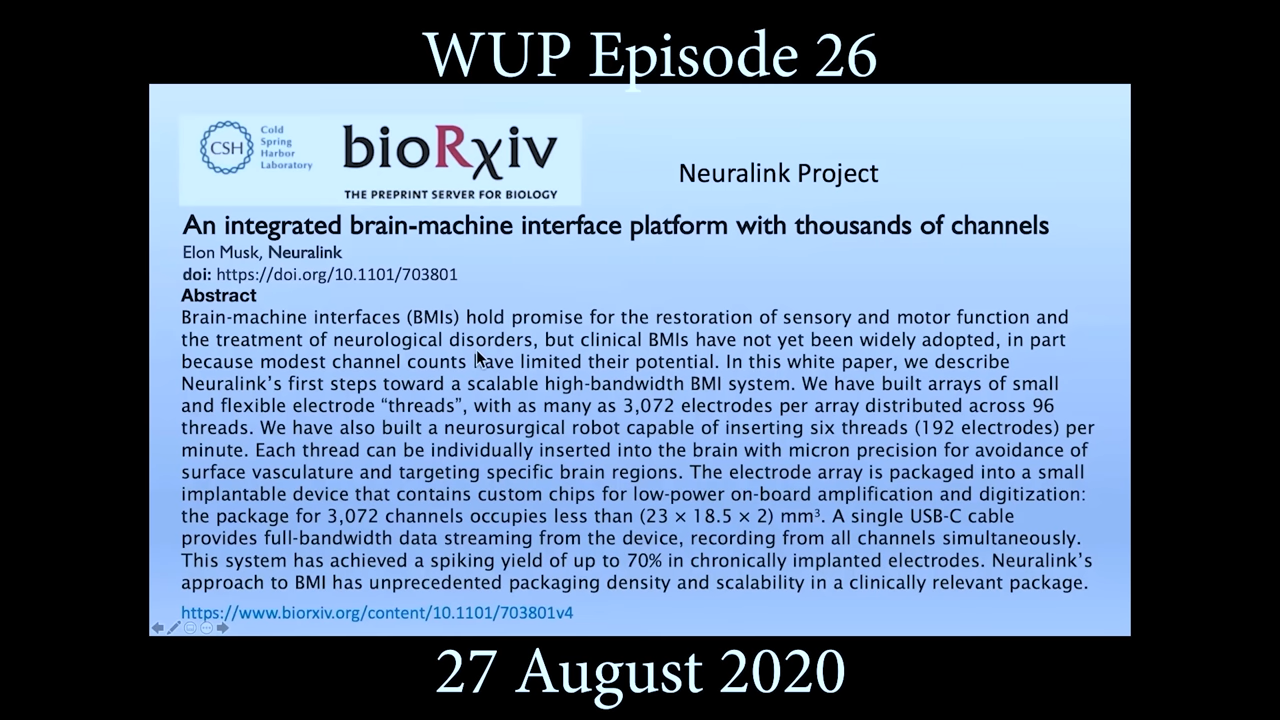 WUP Episode 26
CSH
Cold
Spring
Harbor
Laboratory
bioRχiv
THE PREPRINT SERVER FOR BIOLOGY
Neuralink Project
An integrated brain-machine interface platform with thousands of channels
Elon Musk, Neuralink
doi: https://doi.org/10.1101/703801
Abstract
Brain-machine interfaces (BMIs) hold promise for the restoration of sensory and motor function and
the treatment of neurological disorders, but clinical BMIs have not yet been widely adopted, in part
because modest channel counts have limited their potential. In this white paper, we describe
Neuralink’s first steps toward a scalable high-bandwidth BMI system. We have built arrays of small
and flexible electrode “threads”, with as many as 3,072 electrodes per array distributed across 96
threads. We have also built a neurosurgical robot capable of inserting six threads (192 electrodes) per
minute. Each thread can be individually inserted into the brain with micron precision for avoidance of
surface vasculature and targeting specific brain regions. The electrode array is packaged into a small
implantable device that contains custom chips for low-power on-board amplification and digitization:
the package for 3,072 channels occupies less than (23 × 18.5 × 2) mm³. A single USB-C cable
provides full-bandwidth data streaming from the device, recording from all channels simultaneously.
This system has achieved a spiking yield of up to 70% in chronically implanted electrodes. Neuralink’s
approach to BMI has unprecedented packaging density and scalability in a clinically relevant package.
https://www.biorxiv.org/content/10.1101/703801v4
27 August 2020